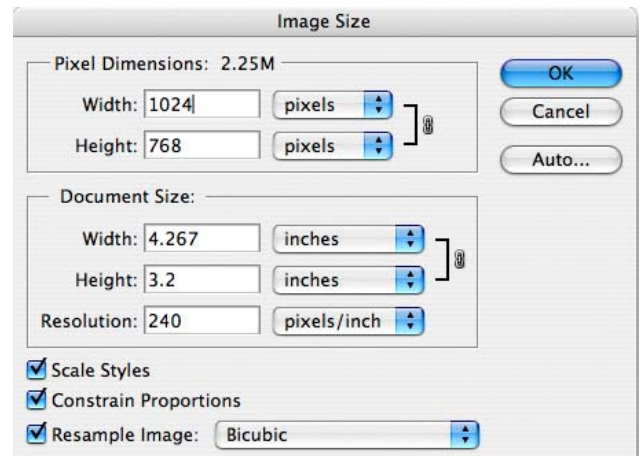 Image Size
Pixel Dimensions: 2.25M
Width: 1024 pixels
Height: 768 pixels
OK
Cancel
Auto...
Document Size:
Width: 4.267 inches
Height: 3.2 inches
Resolution: 240 pixels/inch
Scale Styles
Constrain Proportions
Resample Image: Bicubic